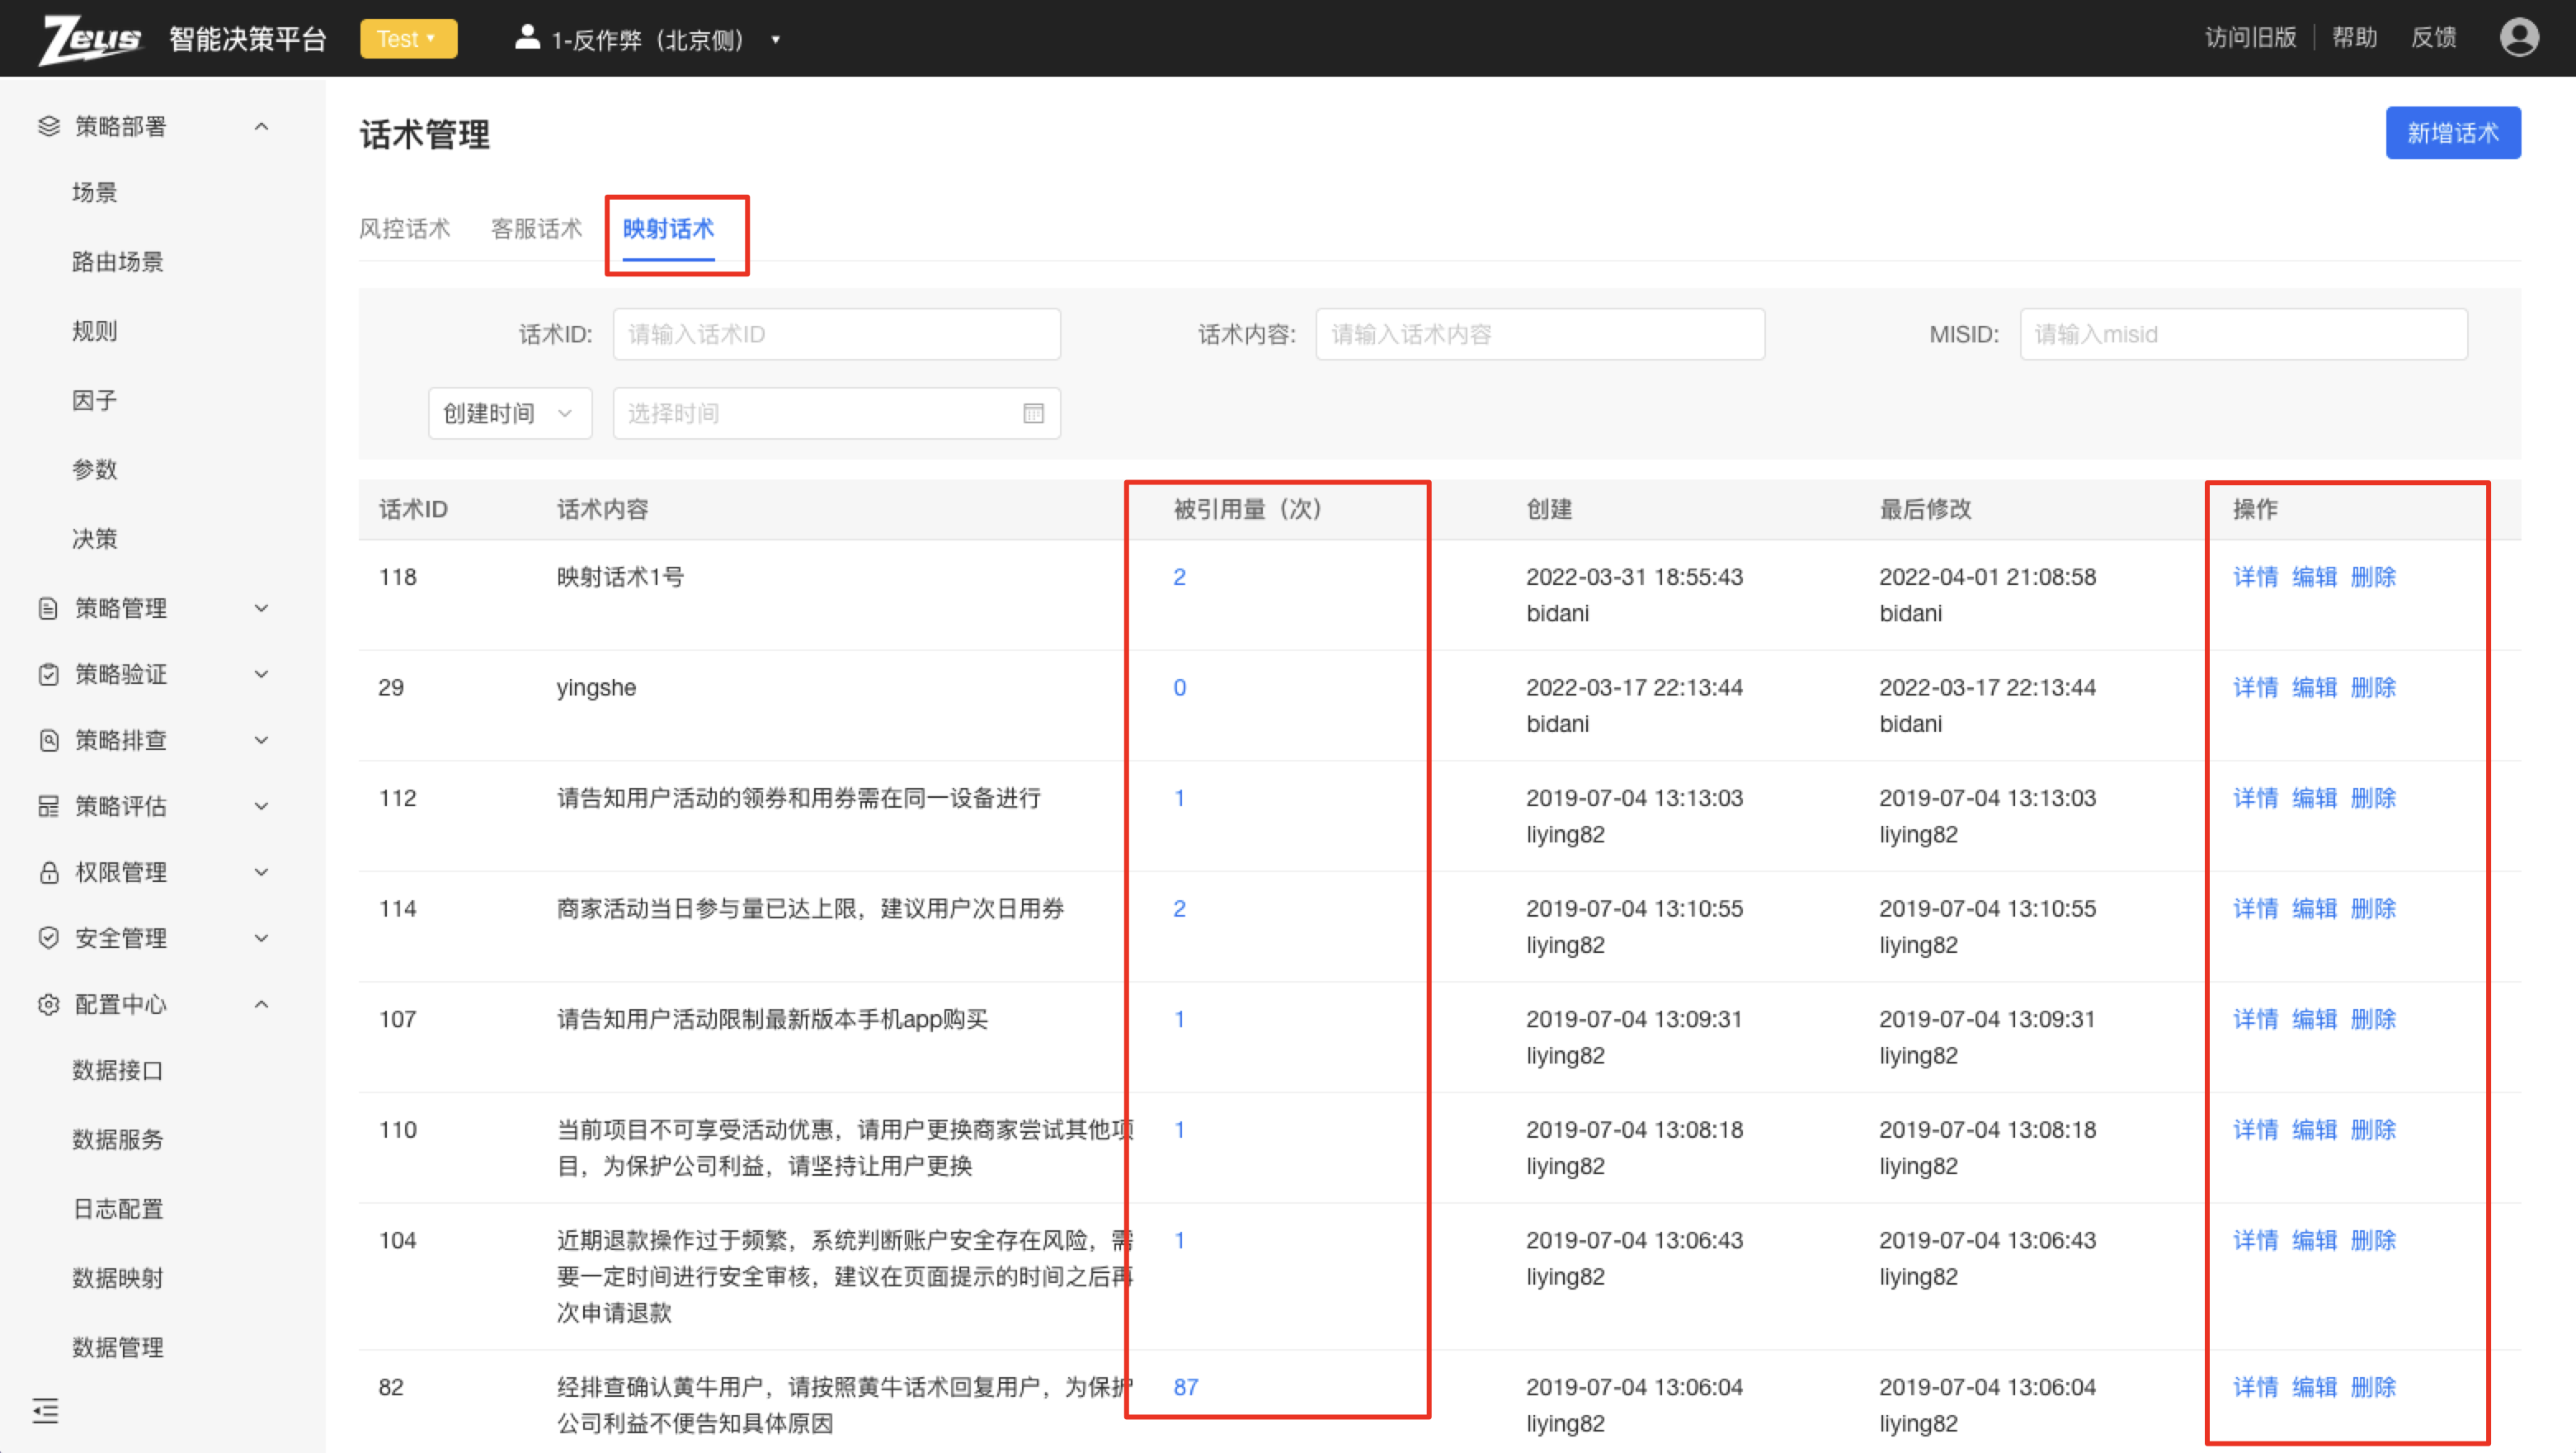 Zeus 智能决策平台 Test 1-反作弊（北京侧） 访问旧版 帮助 反馈
策略部署
场景
路由场景
规则
因子
参数
决策
策略管理
策略验证
策略排查
策略评估
权限管理
安全管理
配置中心
数据接口
数据服务
日志配置
数据映射
数据管理
话术管理 新增话术
风控话术 客服话术 映射话术
话术ID: 请输入话术ID 话术内容: 请输入话术内容 MISID: 请输入misid
创建时间 选择时间
话术ID 话术内容 被引用量（次） 创建 最后修改 操作
118 映射话术1号 2 2022-03-31 18:55:43 2022-04-01 21:08:58 详情 编辑 删除
bidani bidani
29 yingshe 0 2022-03-17 22:13:44 2022-03-17 22:13:44 详情 编辑 删除
bidani bidani
112 请告知用户活动的领券和用券需在同一设备进行 1 2019-07-04 13:13:03 2019-07-04 13:13:03 详情 编辑 删除
liying82 liying82
114 商家活动当日参与量已达上限，建议用户次日用券 2 2019-07-04 13:10:55 2019-07-04 13:10:55 详情 编辑 删除
liying82 liying82
107 请告知用户活动限制最新版本手机app购买 1 2019-07-04 13:09:31 2019-07-04 13:09:31 详情 编辑 删除
liying82 liying82
110 当前项目不可享受活动优惠，请用户更换商家尝试其他项 1 2019-07-04 13:08:18 2019-07-04 13:08:18 详情 编辑 删除
目，为保护公司利益，请坚持让用户更换 liying82 liying82
104 近期退款操作过于频繁，系统判断账户安全存在风险，需 1 2019-07-04 13:06:43 2019-07-04 13:06:43 详情 编辑 删除
要一定时间进行安全审核，建议在页面提示的时间之后再 liying82 liying82
次申请退款
82 经排查确认黄牛用户，请按照黄牛话术回复用户，为保护 87 2019-07-04 13:06:04 2019-07-04 13:06:04 详情 编辑 删除
公司利益不便告知具体原因 liying82 liying82